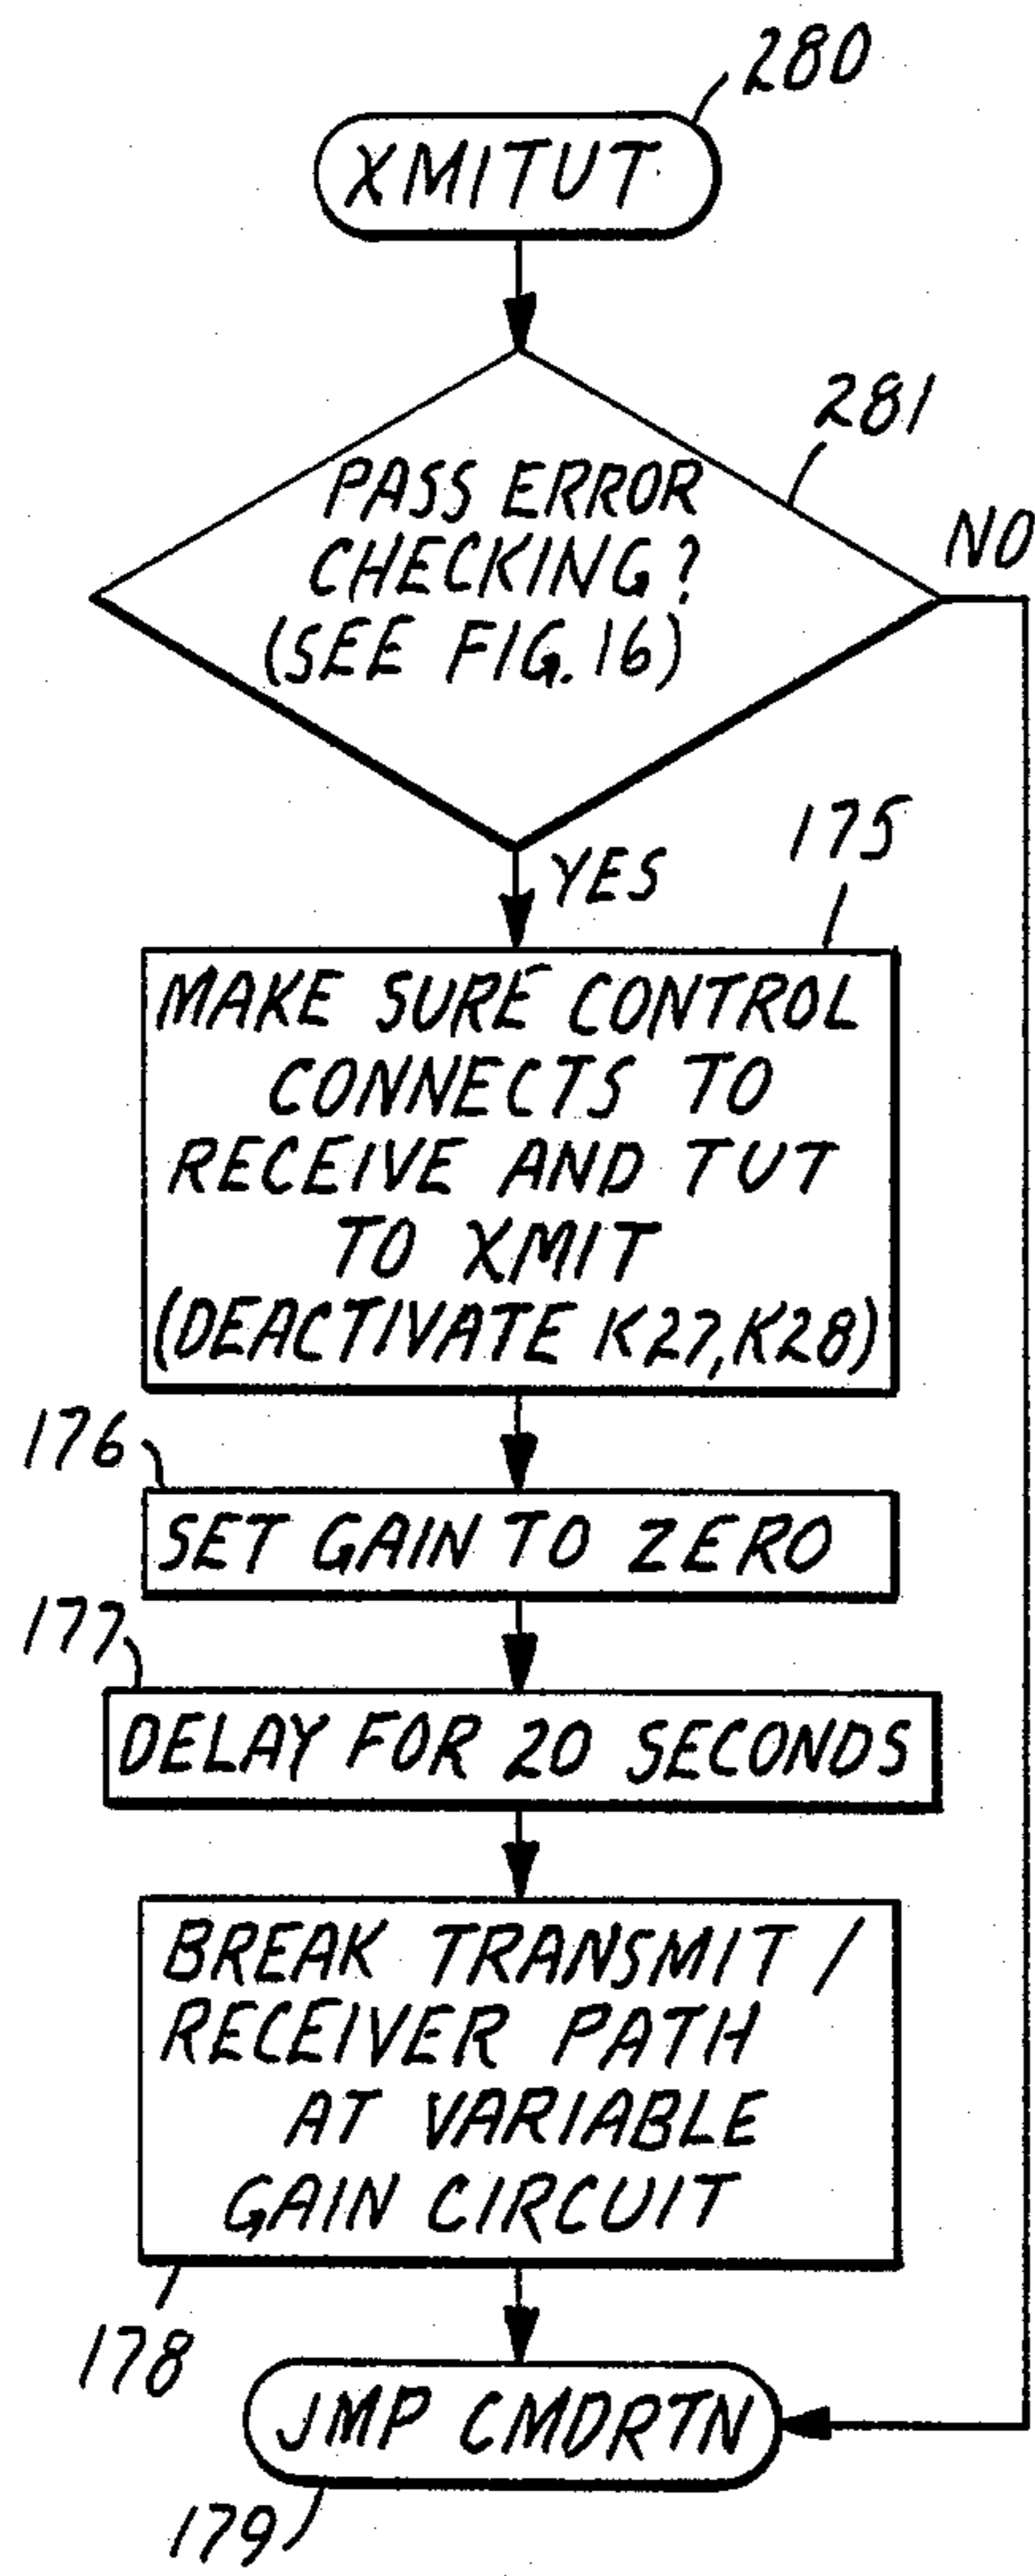 280
XMITUT
281
PASS ERROR
CHECKING?
(SEE FIG. 16)
NO
YES
175
MAKE SURE CONTROL
CONNECTS TO
RECEIVE AND TUT
TO XMIT
(DEACTIVATE K27, K28)
176
SET GAIN TO ZERO
177
DELAY FOR 20 SECONDS
BREAK TRANSMIT /
RECEIVER PATH
AT VARIABLE
GAIN CIRCUIT
178
JMP CMDRTN
179